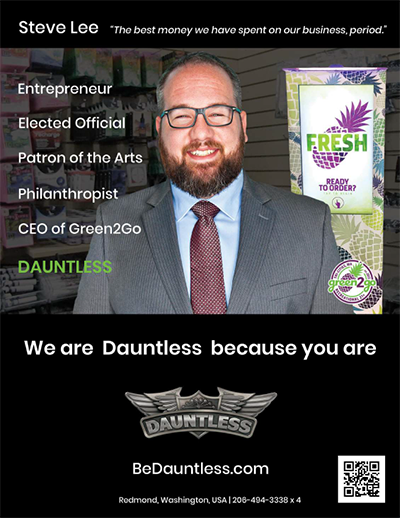 Steve Lee "The best money we have spent on our business, period."
Entrepreneur
Elected Official
Patron of the Arts
Philanthropist
CEO of Green2Go
DAUNTLESS
FRESH
READY
TO ORDER?
green2go
We are Dauntless because you are
DAUNTLESS
BeDauntless.com
Redmond, Washington, USA | 206-494-3338 x 4